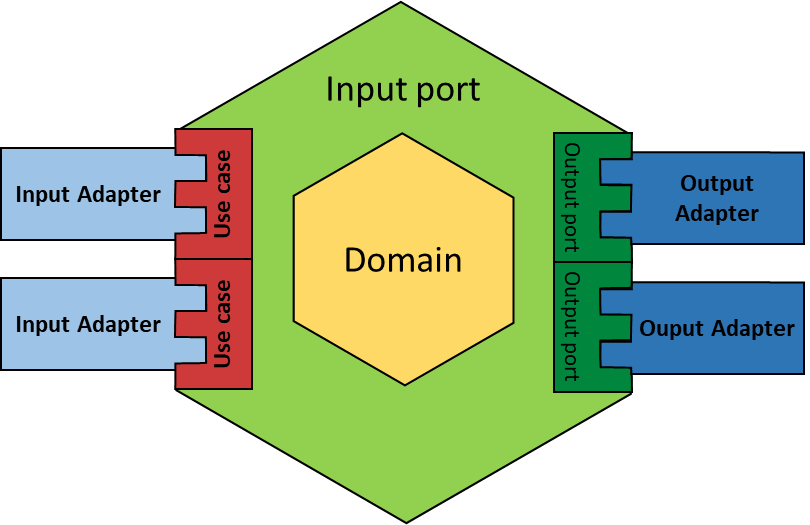 Input port
Input Adapter
Use case
Domain
Output port
Output
Adapter
Input Adapter
Use case
Output port
Ouput Adapter